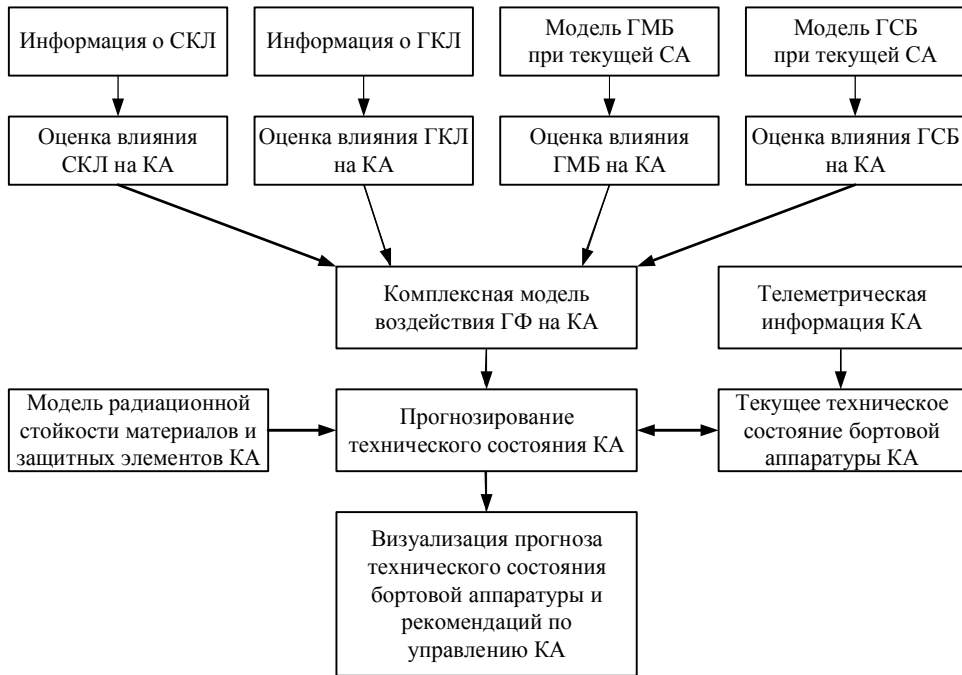 Информация о СКЛ
Информация о ГКЛ
Модель ГМБ
при текущей СА
Модель ГСБ
при текущей СА
Оценка влияния
СКЛ на КА
Оценка влияния ГКЛ
на КА
Оценка влияния
ГМБ на КА
Оценка влияния ГСБ
на КА
Комплексная модель
воздействия ГФ на КА
Телеметрическая
информация КА
Модель радиационной
стойкости материалов и
защитных элементов КА
Прогнозирование
технического состояния КА
Текущее техническое
состояние бортовой
аппаратуры КА
Визуализация прогноза
технического состояния
бортовой аппаратуры и
рекомендаций по
управлению КА